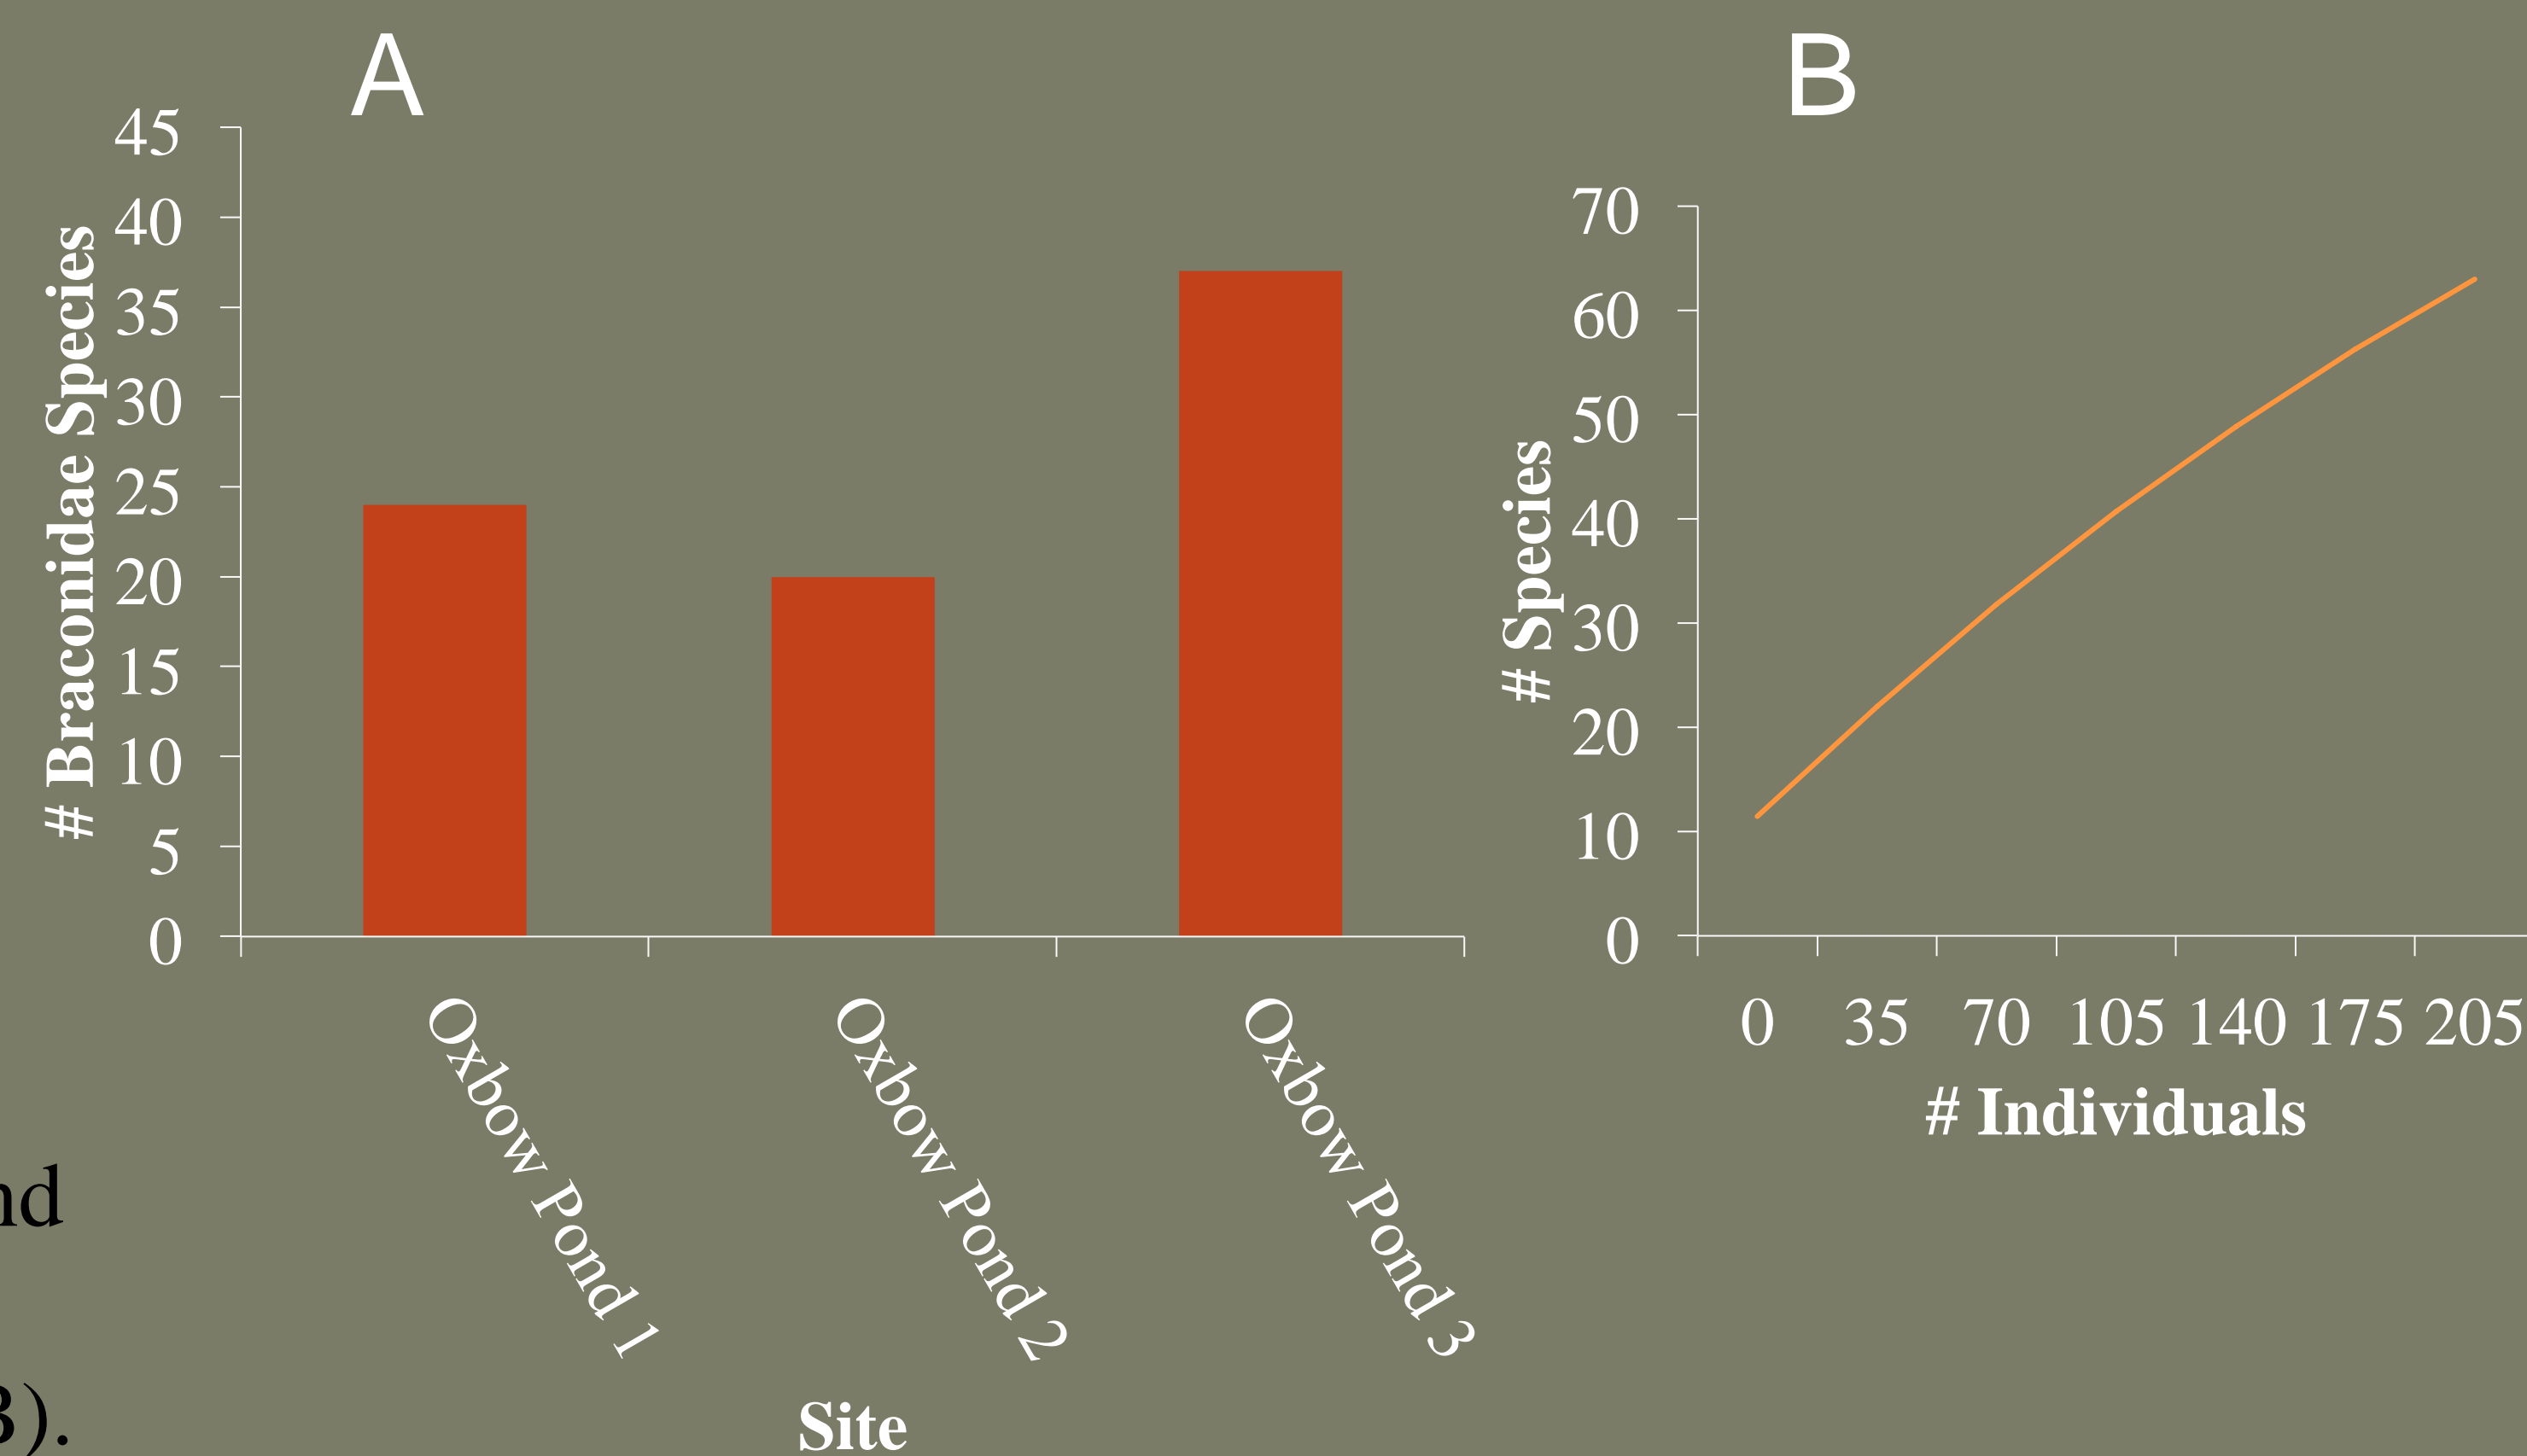 A
B
45
40
35
30
25
20
15
10
5
0
# Braconidae Species
Oxbow Pond 1
Oxbow Pond 2
Oxbow Pond 3
Site
70
60
50
40
30
20
10
0
# Species
0 35 70 105 140 175 205
# Individuals